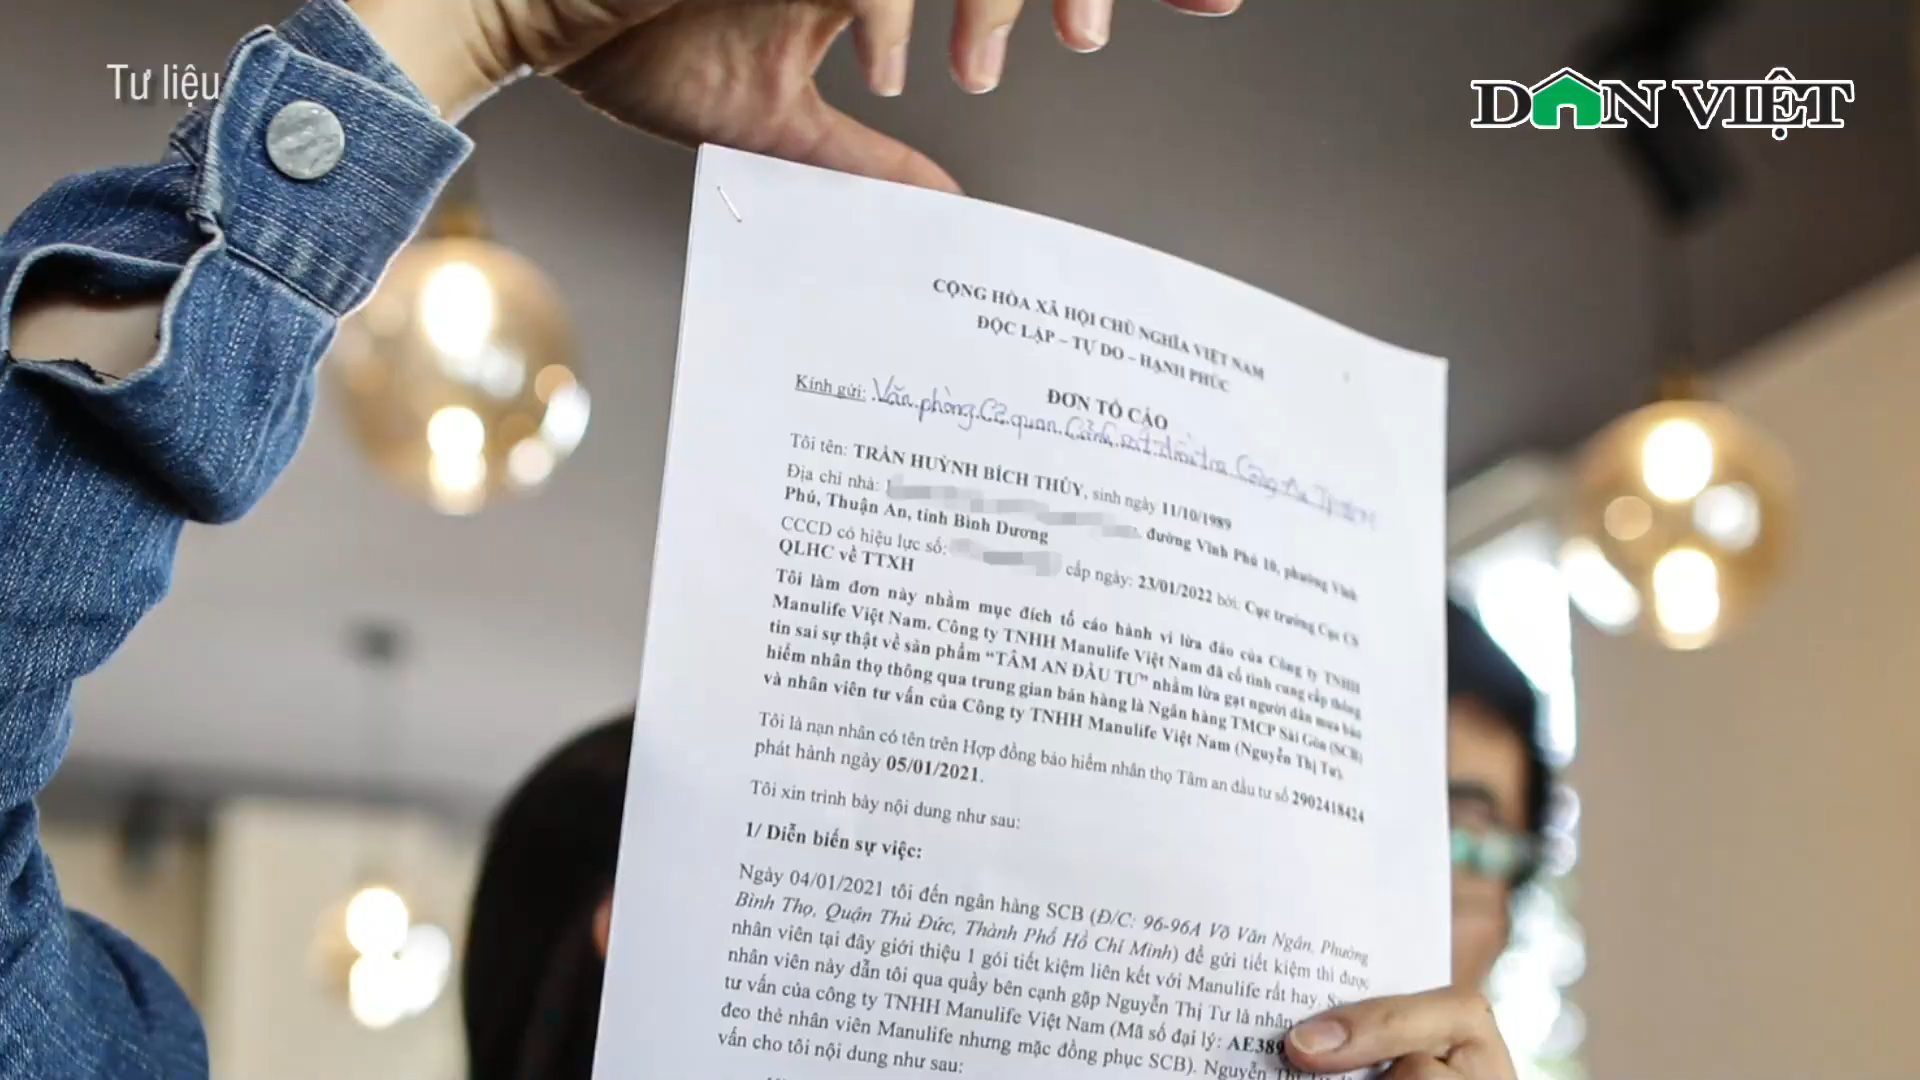 Tư liệu
DÂN VIỆT
CỘNG HÒA XÃ HỘI CHỦ NGHĨA VIỆT NAM
ĐỘC LẬP – TỰ DO – HẠNH PHÚC
ĐƠN TỐ CÁO
Kính gửi: Văn phòng Cơ quan Cảnh sát điều tra Công An
Tôi tên: TRẦN HUỲNH BÍCH THỦY, sinh ngày 11/10/1989
Địa chỉ nhà: đường Vĩnh Phú 10, phường Vĩnh
Phú, Thuận An, tỉnh Bình Dương
CCCD có hiệu lực số: cấp ngày: 23/01/2022 bởi: Cục trưởng Cục CS
QLHC về TTXH
Tôi làm đơn này nhằm mục đích tố cáo hành vi lừa đảo của Công ty TNHH
Manulife Việt Nam. Công ty TNHH Manulife Việt Nam đã cố tình cung cấp thông
tin sai sự thật về sản phẩm “TÂM AN ĐẦU TƯ” nhằm lừa gạt người dân mua bảo
hiểm nhân thọ thông qua trung gian bán hàng là Ngân hàng TMCP Sài Gòn (SCB)
và nhân viên tư vấn của Công ty TNHH Manulife Việt Nam (Nguyễn Thị Tư).
Tôi là nạn nhân có tên trên Hợp đồng bảo hiểm nhân thọ Tâm an đầu tư số 2902418424
phát hành ngày 05/01/2021.
Tôi xin trình bày nội dung như sau:
1/ Diễn biến sự việc:
Ngày 04/01/2021 tôi đến ngân hàng SCB (Đ/C: 96-96A Võ Văn Ngân, Phường
Bình Thọ, Quận Thủ Đức, Thành Phố Hồ Chí Minh) để gửi tiết kiệm thì được
nhân viên tại đây giới thiệu 1 gói tiết kiệm liên kết với Manulife rất hay.
nhân viên này dẫn tôi qua quầy bên cạnh gặp Nguyễn Thị Tư là nhân
tư vấn của công ty TNHH Manulife Việt Nam (Mã số đại lý: AE389
đeo thẻ nhân viên Manulife nhưng mặc đồng phục SCB). Nguyễn Thị
vấn cho tôi nội dung như sau: